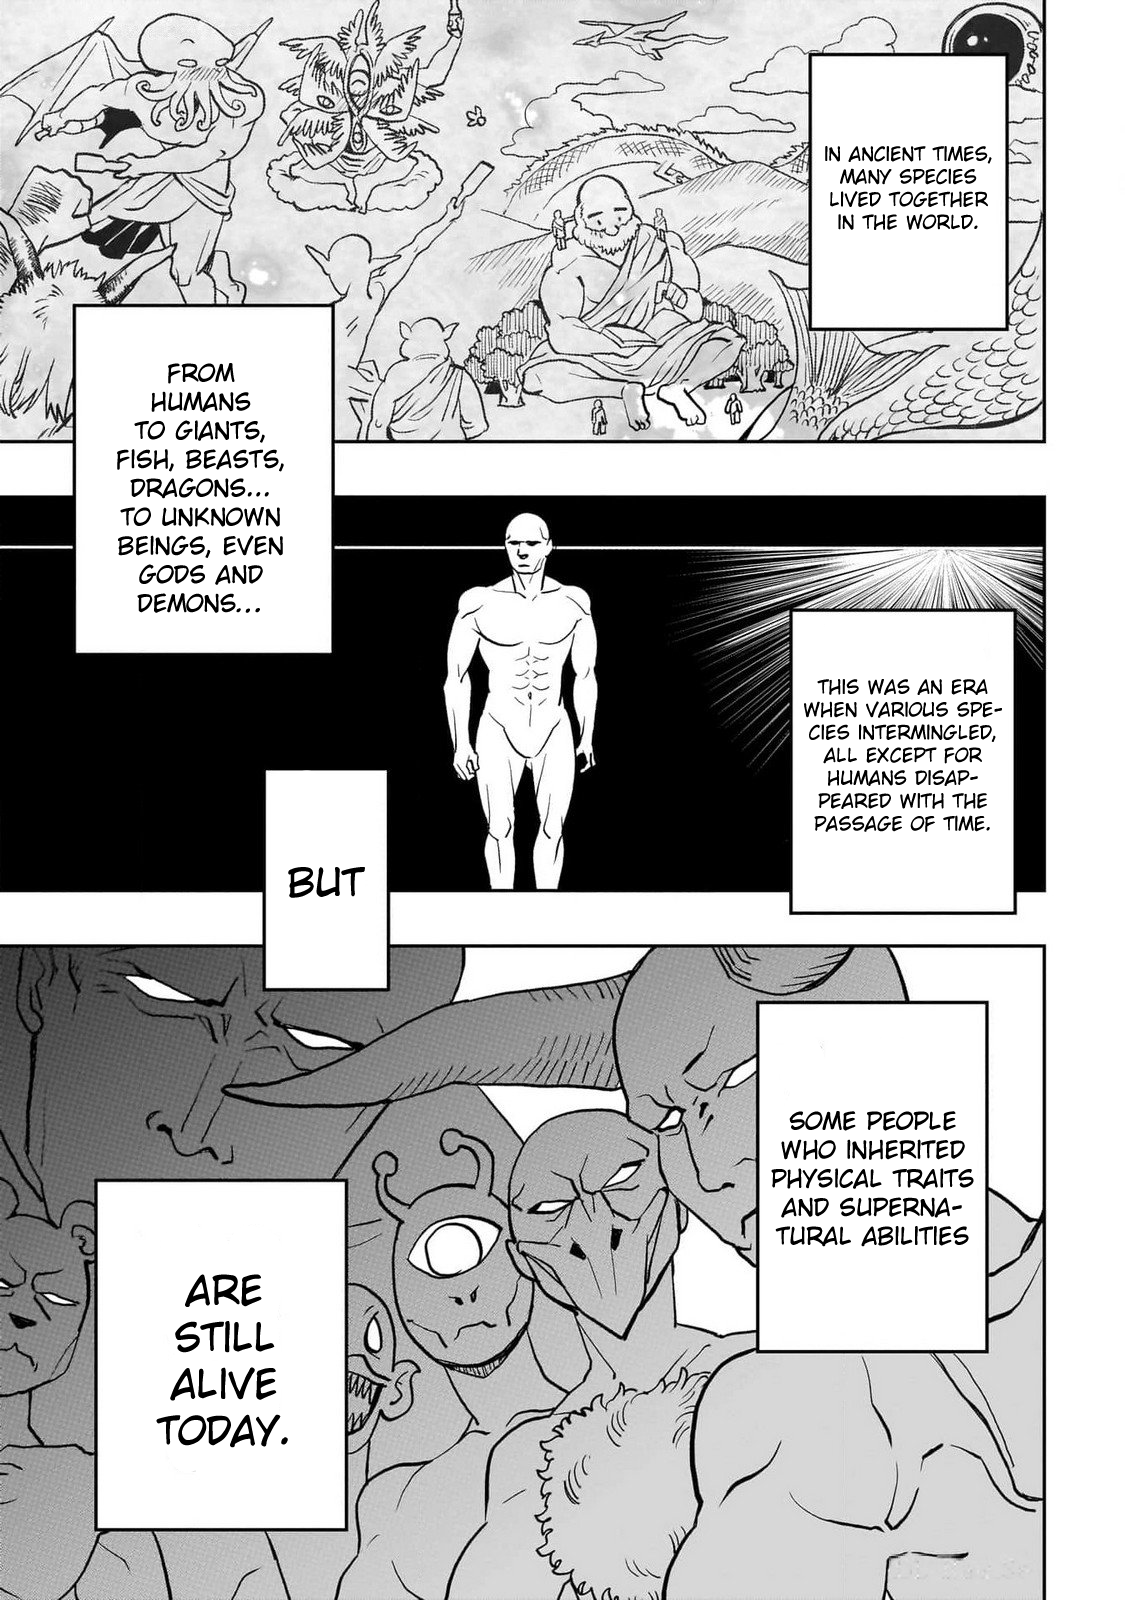 IN ANCIENT TIMES,
MANY SPECIES
LIVED TOGETHER
IN THE WORLD.
FROM
HUMANS
TO GIANTS,
FISH, BEASTS,
DRAGONS...
TO UNKNOWN
BEINGS, EVEN
GODS AND
DEMONS...
THIS WAS AN ERA
WHEN VARIOUS SPE-
CIES INTERMINGLED,
ALL EXCEPT FOR
HUMANS DISAP-
PEARED WITH THE
PASSAGE OF TIME.
BUT
SOME PEOPLE
WHO INHERITED
PHYSICAL TRAITS
AND SUPERNA-
TURAL ABILITIES
ARE
STILL
ALIVE
TODAY.